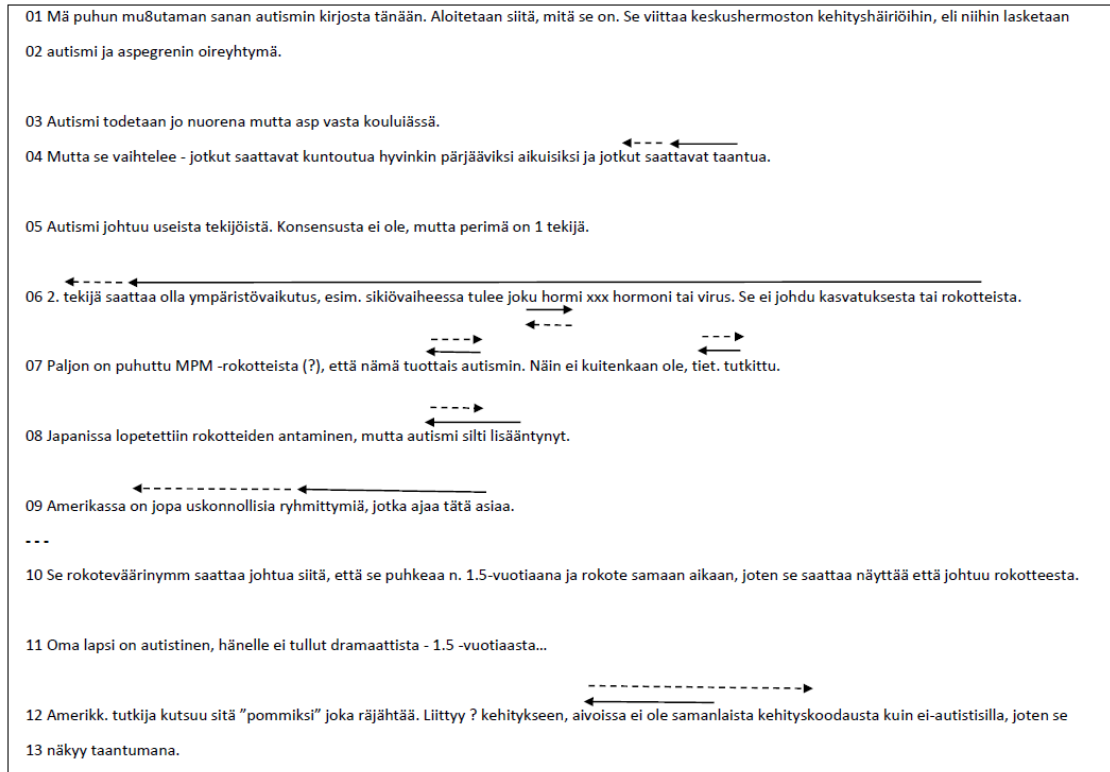 01 Mä puhun mu8utaman sanan autismin kirjosta tänään. Aloitetaan siitä, mitä se on. Se viittaa keskushermoston kehityshäiriöihin, eli niihin lasketaan
02 autismi ja aspegrenin oireyhtymä.
03 Autismi todetaan jo nuorena mutta asp vasta kouluiässä.
04 Mutta se vaihtelee - jotkut saattavat kuntoutua hyvinkin pärjääviksi aikuisiksi ja jotkut saattavat taantua.
05 Autismi johtuu useista tekijöistä. Konsensusta ei ole, mutta perimä on 1 tekijä.
06 2. tekijä saattaa olla ympäristövaikutus, esim. sikiövaiheessa tulee joku hormi xxx hormoni tai virus. Se ei johdu kasvatuksesta tai rokotteista.
07 Paljon on puhuttu MPM -rokotteista (?), että nämä tuottais autismin. Näin ei kuitenkaan ole, tiet. tutkittu.
08 Japanissa lopetettiin rokotteiden antaminen, mutta autismi silti lisääntynyt.
09 Amerikassa on jopa uskonnollisia ryhmittymiä, jotka ajaa tätä asiaa.
- - -
10 Se rokoteväärinymm saattaa johtua siitä, että se puhkeaa n. 1.5-vuotiaana ja rokote samaan aikaan, joten se saattaa näyttää että johtuu rokotteesta.
11 Oma lapsi on autistinen, hänelle ei tullut dramaattista - 1.5 -vuotiaasta...
12 Amerikk. tutkija kutsuu sitä ”pommiksi” joka räjähtää. Liittyy ? kehitykseen, aivoissa ei ole samanlaista kehityskoodausta kuin ei-autistisilla, joten se
13 näkyy taantumana.